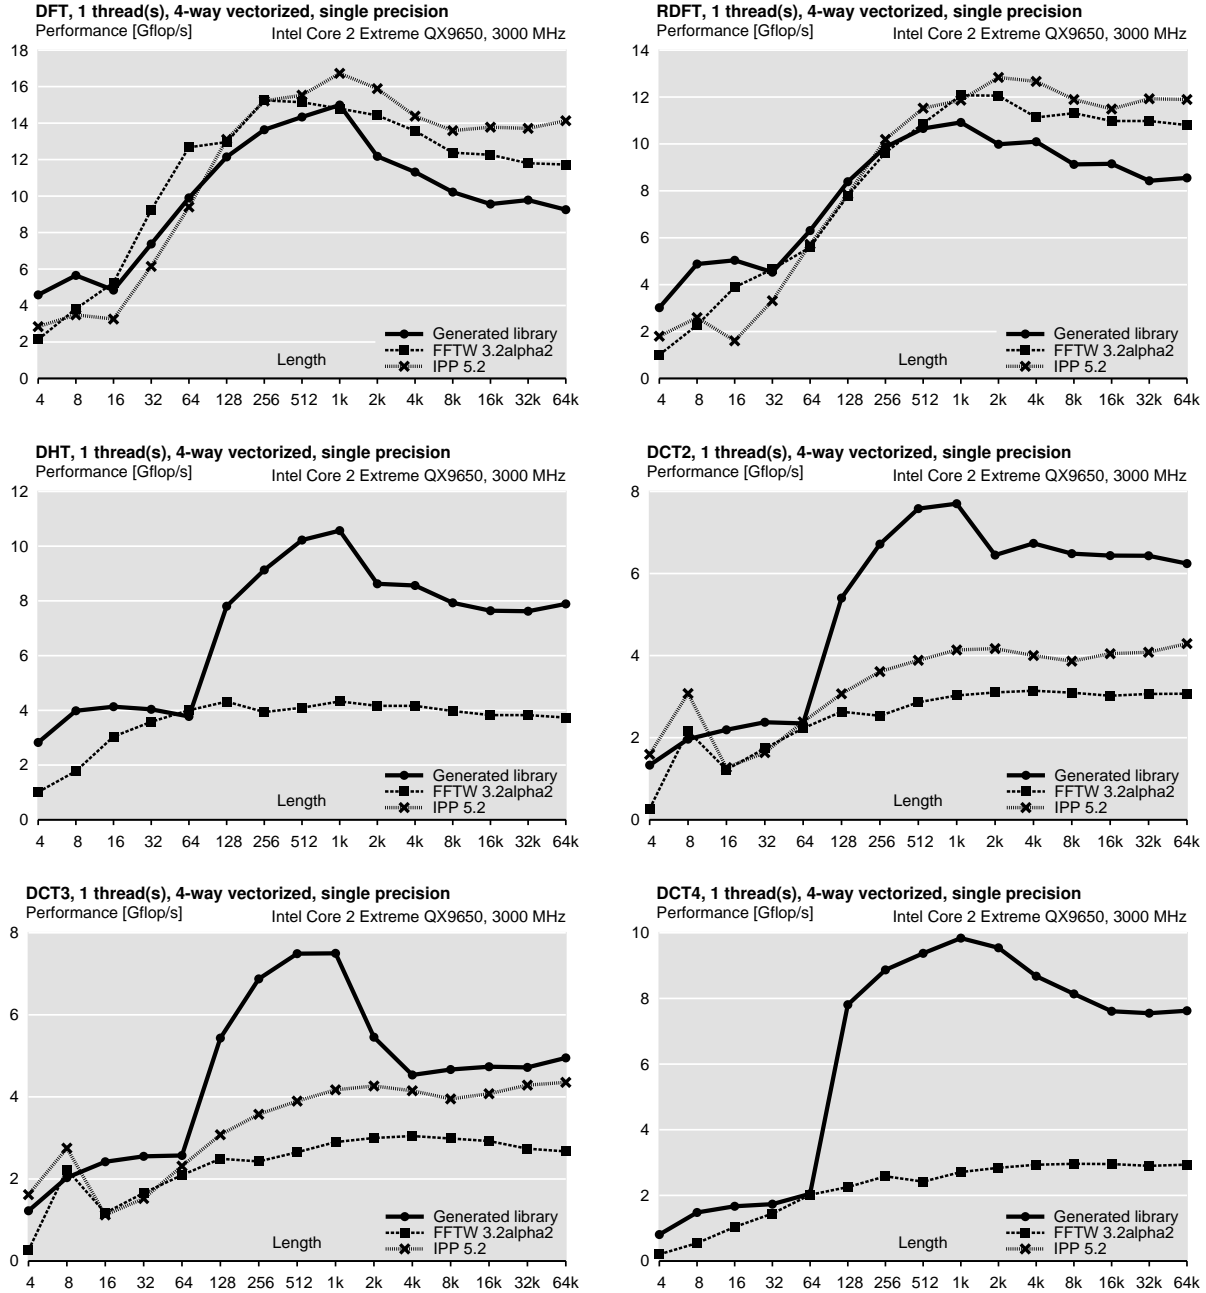 DFT, 1 thread(s), 4-way vectorized, single precision
Performance [Gflop/s] Intel Core 2 Extreme QX9650, 3000 MHz
18
16
14
12
10
8
6
4
2
0
Generated library
FFTW 3.2alpha2
IPP 5.2
Length
4 8 16 32 64 128 256 512 1k 2k 4k 8k 16k 32k 64k
RDFT, 1 thread(s), 4-way vectorized, single precision
Performance [Gflop/s] Intel Core 2 Extreme QX9650, 3000 MHz
14
12
10
8
6
4
2
0
Generated library
FFTW 3.2alpha2
IPP 5.2
Length
4 8 16 32 64 128 256 512 1k 2k 4k 8k 16k 32k 64k
DHT, 1 thread(s), 4-way vectorized, single precision
Performance [Gflop/s] Intel Core 2 Extreme QX9650, 3000 MHz
12
10
8
6
4
2
0
Generated library
FFTW 3.2alpha2
IPP 5.2
Length
4 8 16 32 64 128 256 512 1k 2k 4k 8k 16k 32k 64k
DCT2, 1 thread(s), 4-way vectorized, single precision
Performance [Gflop/s] Intel Core 2 Extreme QX9650, 3000 MHz
8
6
4
2
0
Generated library
FFTW 3.2alpha2
IPP 5.2
Length
4 8 16 32 64 128 256 512 1k 2k 4k 8k 16k 32k 64k
DCT3, 1 thread(s), 4-way vectorized, single precision
Performance [Gflop/s] Intel Core 2 Extreme QX9650, 3000 MHz
8
6
4
2
0
Generated library
FFTW 3.2alpha2
IPP 5.2
Length
4 8 16 32 64 128 256 512 1k 2k 4k 8k 16k 32k 64k
DCT4, 1 thread(s), 4-way vectorized, single precision
Performance [Gflop/s] Intel Core 2 Extreme QX9650, 3000 MHz
10
8
6
4
2
0
Generated library
FFTW 3.2alpha2
IPP 5.2
Length
4 8 16 32 64 128 256 512 1k 2k 4k 8k 16k 32k 64k